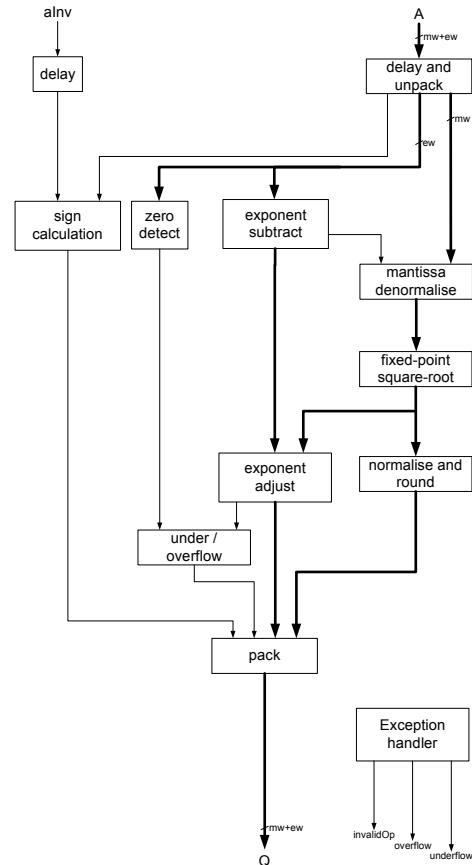 aInv
A
mw+ew
delay
delay and
unpack
ew
mw
sign
calculation
zero
detect
exponent
subtract
mantissa
denormalise
fixed-point
square-root
exponent
adjust
normalise and
round
under /
overflow
pack
Exception
handler
mw+ew
invalidOp
overflow
underflow
Q